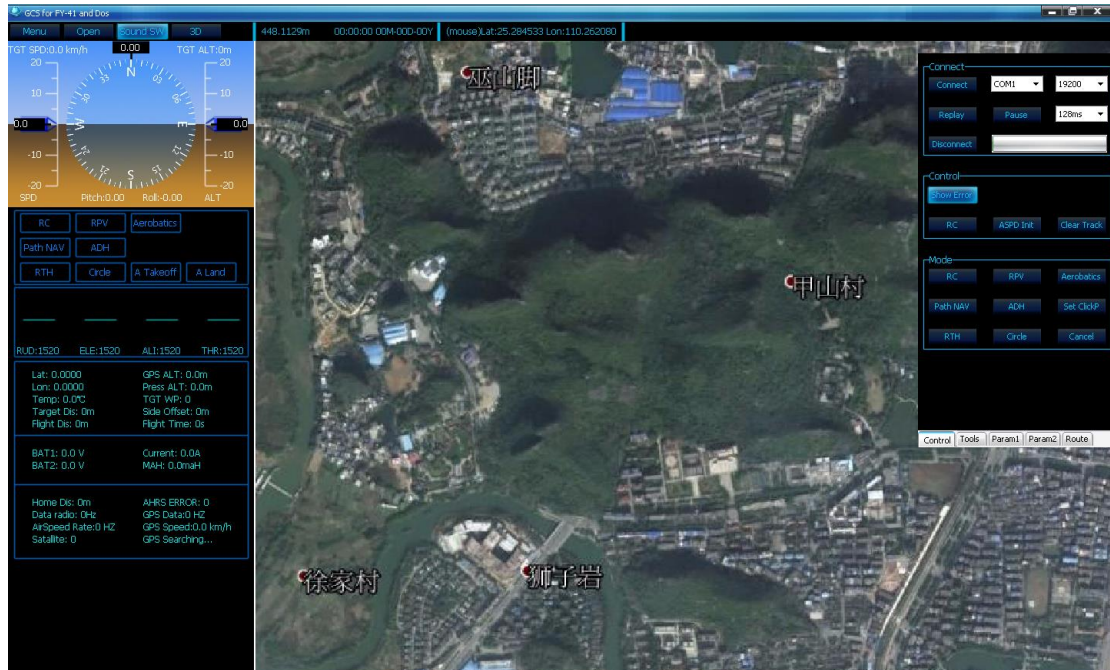 GCS for FY-41 and Dos
Menu Open Sound SW 3D
448.1129m 00:00:00 00M-00D-00Y (mouse)Lat:25.284533 Lon:110.262080
TGT SPD:0.0 km/h 0.00 TGT ALT:0m
20 20
10 10
0.0 0.0
-10 -10
-20 -20
N 03 06 E 12 15 S 21 24 W 30 33
SPD Pitch:0.00 Roll:-0.00 ALT
RC RPV Aerobatics
Path NAV ADH
RTH Circle A Takeoff A Land
RUD:1520 ELE:1520 ALI:1520 THR:1520
Lat: 0.0000 GPS ALT: 0.0m
Lon: 0.0000 Press ALT: 0.0m
Temp: 0.0℃ TGT WP: 0
Target Dis: 0m Side Offset: 0m
Flight Dis: 0m Flight Time: 0s
BAT1: 0.0 V Current: 0.0A
BAT2: 0.0 V MAH: 0.0maH
Home Dis: 0m AHRS ERROR: 0
Data radio: 0Hz GPS Data:0 HZ
AirSpeed Rate:0 HZ GPS Speed:0.0 km/h
Satallite: 0 GPS Searching...
巫山脚
甲山村
徐家村
狮子岩
Connect
Connect COM1 19200
Replay Pause 128ms
Disconnect
Control
Show Error
RC ASPD Init Clear Track
Mode
RC RPV Aerobatics
Path NAV ADH Set ClickP
RTH Circle Cancel
Control Tools Param1 Param2 Route